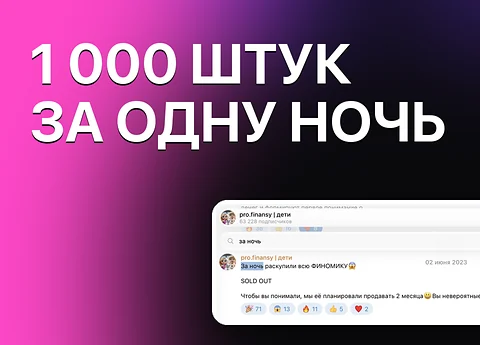 1 000 ШТУК
ЗА ОДНУ НОЧЬ
pro.finansy | дети
63 228 подписчиков
за ночь
pro.finansy | дети
02 июня 2023
За ночь раскупили всю ФИНОМИКУ😱
SOLD OUT
Чтобы вы понимали, мы её планировали продавать 2 месяца😄 Вы невероятные
🎉 71 😱 13 🔥 11 👍 5 ❤️ 2